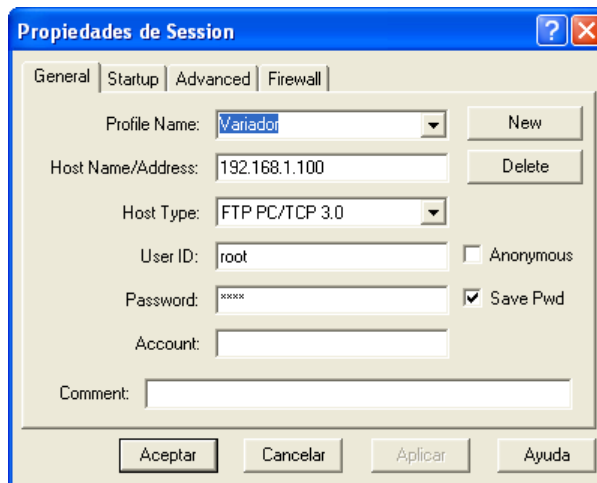 Propiedades de Session
General Startup Advanced Firewall
Profile Name: Variador New
Host Name/Address: 192.168.1.100 Delete
Host Type: FTP PC/TCP 3.0
User ID: root Anonymous
Password: **** Save Pwd
Account:
Comment:
Aceptar Cancelar Aplicar Ayuda